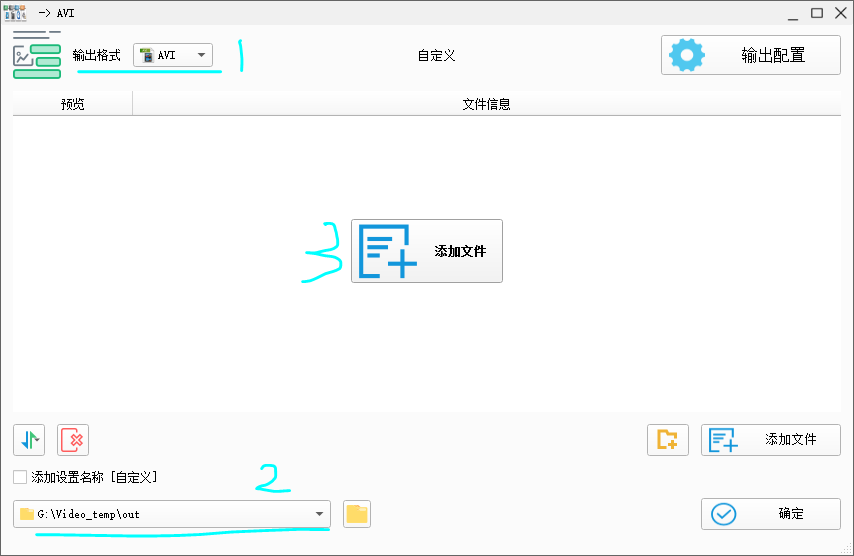 -> AVI
输出格式 AVI 1 自定义 输出配置
预览 文件信息
3 添加文件
添加文件
添加设置名称 [自定义] 2
G:\Video_temp\out 确定